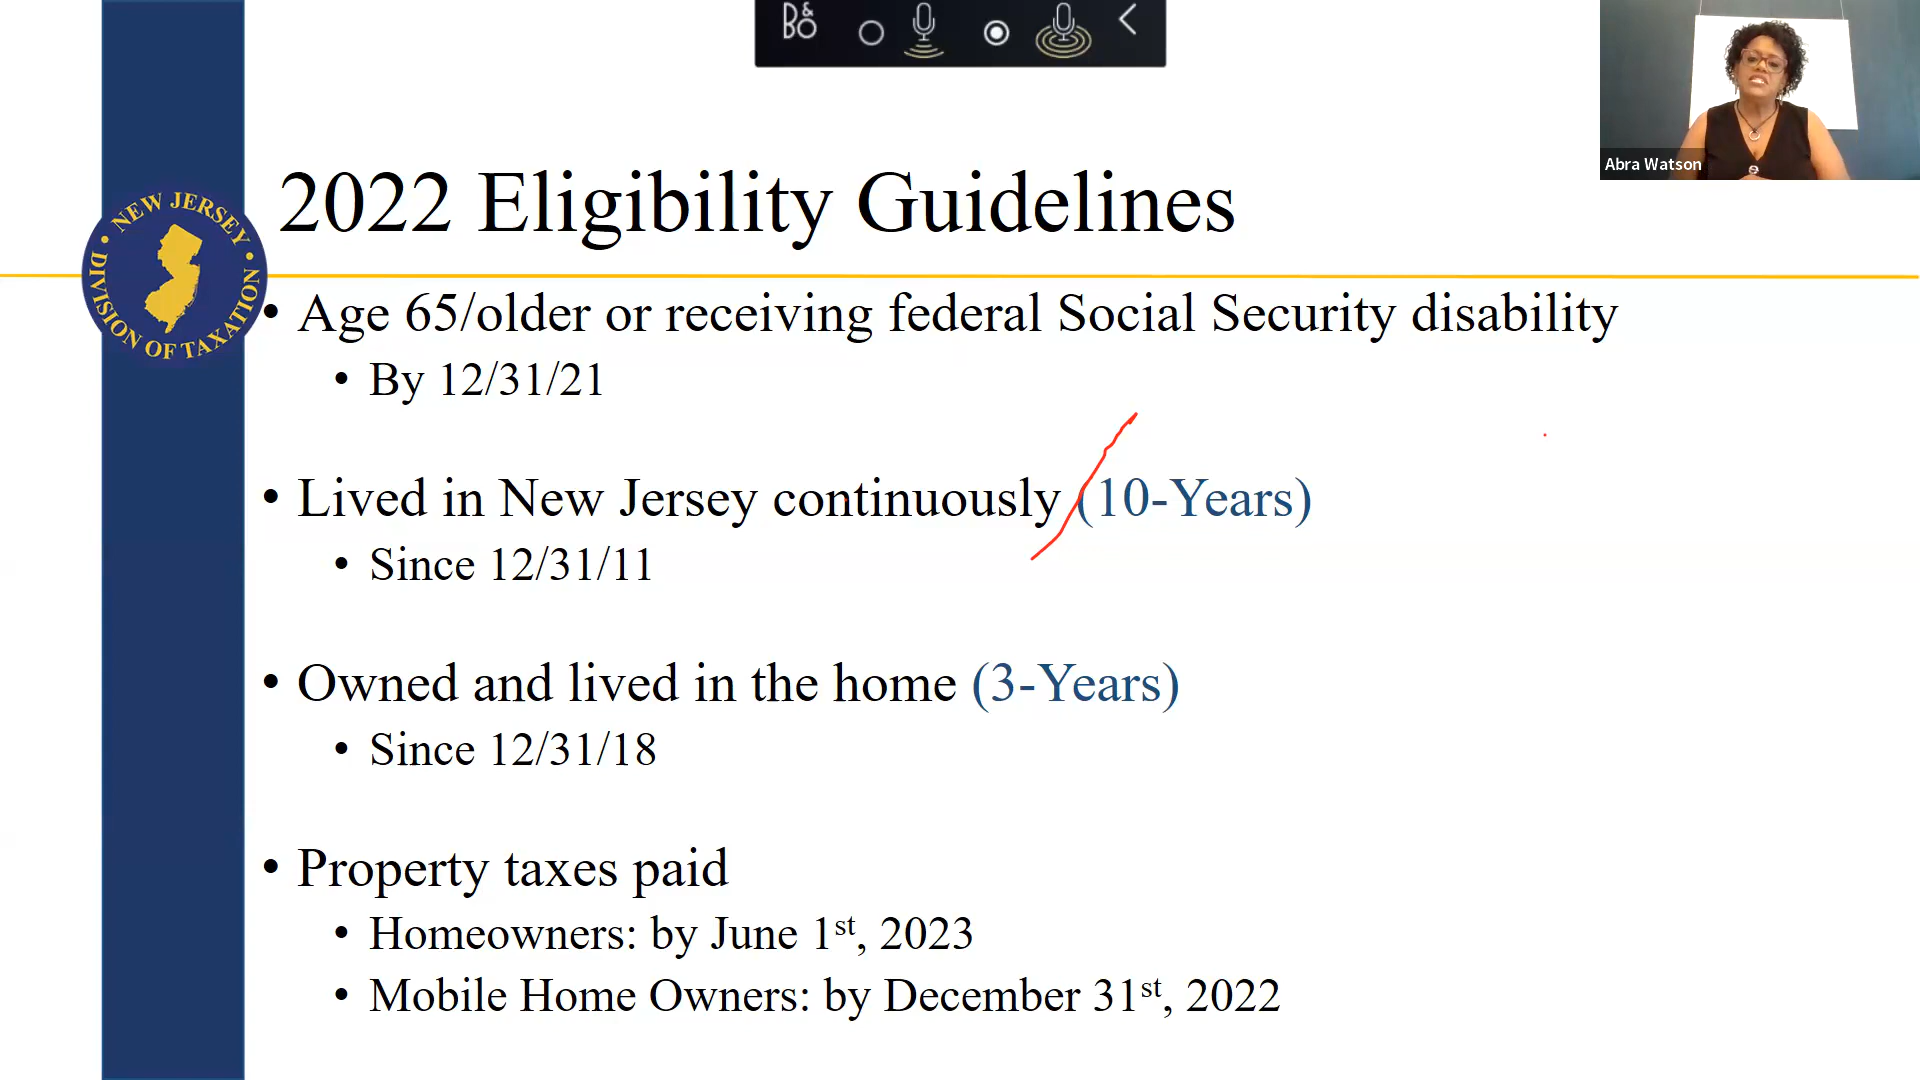 B&O
Abra Watson
2022 Eligibility Guidelines
NEW JERSEY
• DIVISION OF TAXATION •
• Age 65/older or receiving federal Social Security disability
• By 12/31/21
• Lived in New Jersey continuously (10-Years)
• Since 12/31/11
• Owned and lived in the home (3-Years)
• Since 12/31/18
• Property taxes paid
• Homeowners: by June 1st, 2023
• Mobile Home Owners: by December 31st, 2022